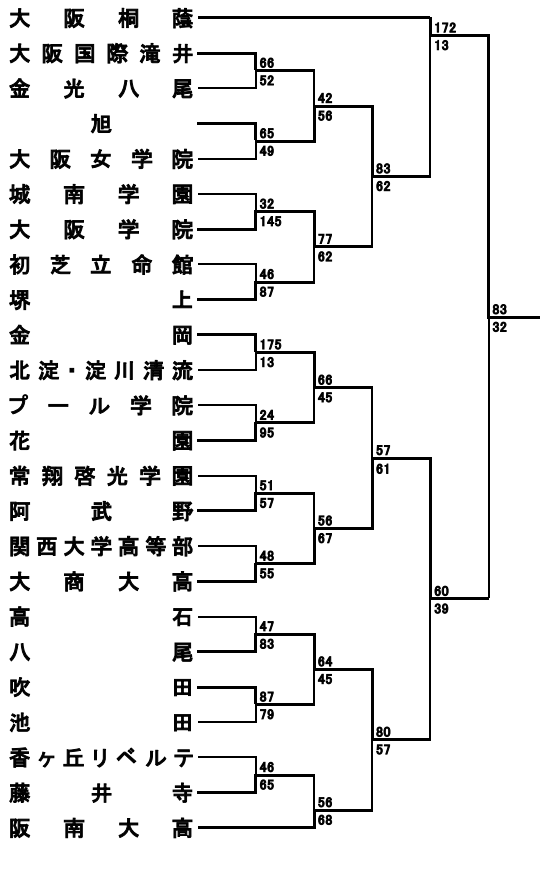 大阪桐蔭
172
13
大阪国際滝井
66
52
金光八尾
42
56
旭
65
49
大阪女学院
83
62
城南学園
32
145
大阪学院
77
62
初芝立命館
46
87
堺上
83
32
金岡
175
13
北淀・淀川清流
66
45
プール学院
24
95
花園
57
61
常翔啓光学園
51
57
阿武野
56
67
関西大学高等部
48
55
大商大高
60
39
高石
47
83
八尾
64
45
吹田
87
79
池田
80
57
香ヶ丘リベルテ
46
65
藤井寺
56
68
阪南大高